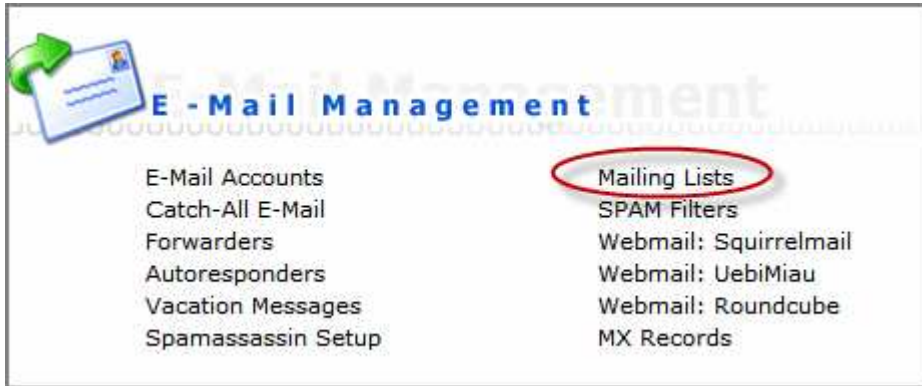 E-Mail Management
E-Mail Accounts
Catch-All E-Mail
Forwarders
Autoresponders
Vacation Messages
Spamassassin Setup
Mailing Lists
SPAM Filters
Webmail: Squirrelmail
Webmail: UebiMiau
Webmail: Roundcube
MX Records